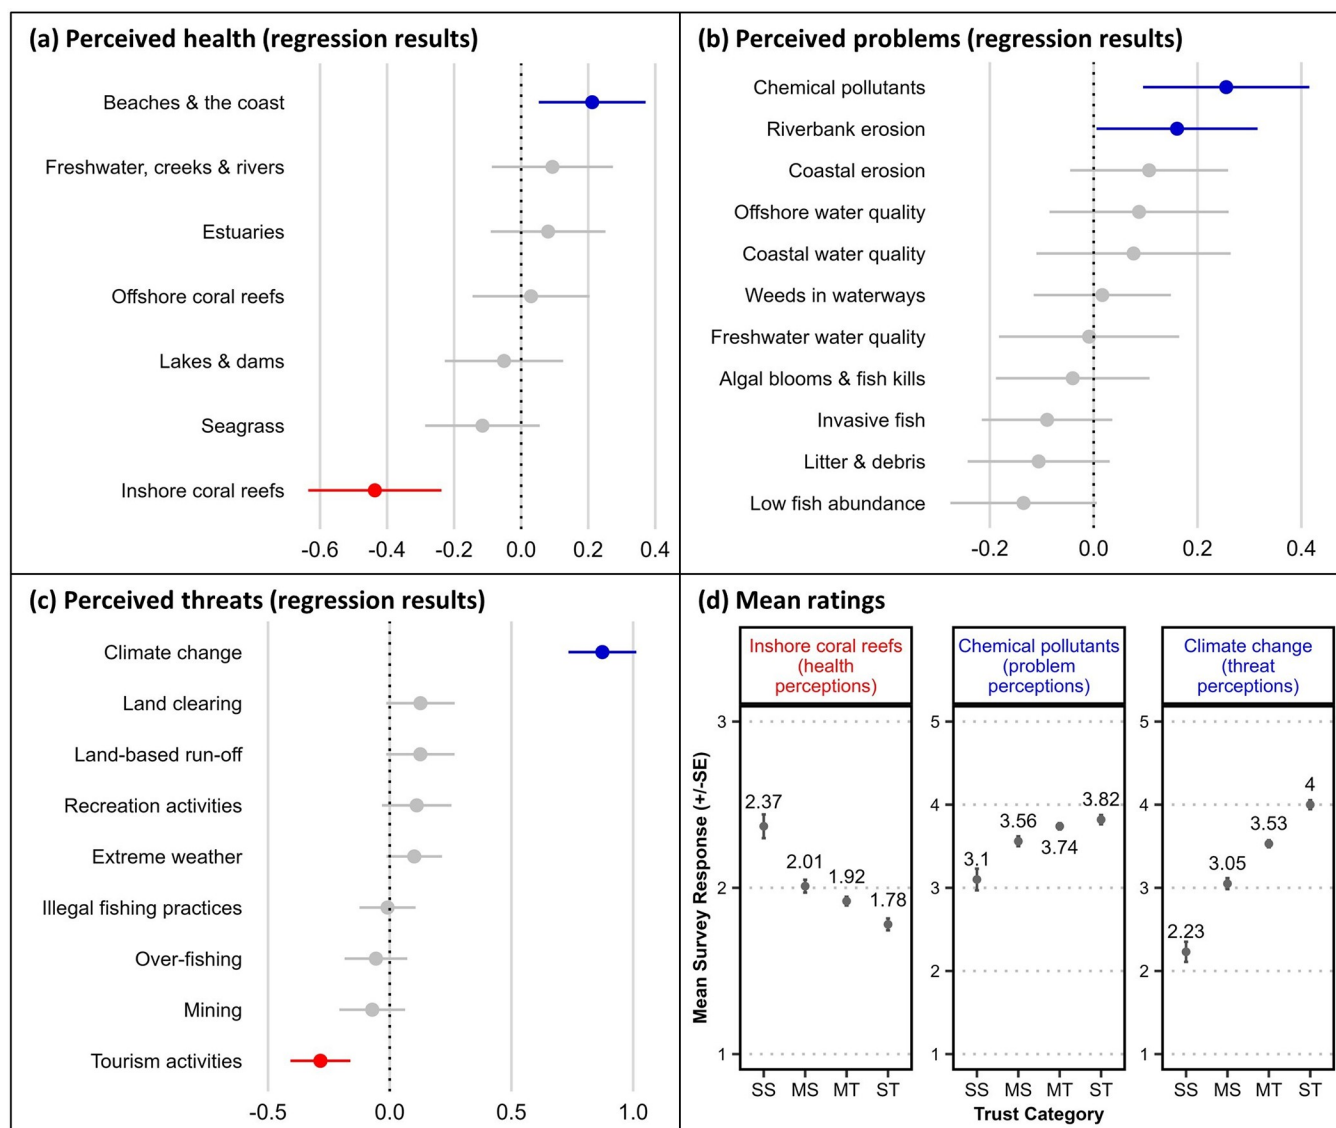 (a) Perceived health (regression results)
Beaches & the coast
Freshwater, creeks & rivers
Estuaries
Offshore coral reefs
Lakes & dams
Seagrass
Inshore coral reefs
-0.6 -0.4 -0.2 0.0 0.2 0.4
(b) Perceived problems (regression results)
Chemical pollutants
Riverbank erosion
Coastal erosion
Offshore water quality
Coastal water quality
Weeds in waterways
Freshwater water quality
Algal blooms & fish kills
Invasive fish
Litter & debris
Low fish abundance
-0.2 0.0 0.2 0.4
(c) Perceived threats (regression results)
Climate change
Land clearing
Land-based run-off
Recreation activities
Extreme weather
Illegal fishing practices
Over-fishing
Mining
Tourism activities
-0.5 0.0 0.5 1.0
(d) Mean ratings
Mean Survey Response (+/-SE)
Inshore coral reefs
(health
perceptions)
3
2
1
2.37
2.01
1.92
1.78
SS MS MT ST
Chemical pollutants
(problem
perceptions)
5
4
3
2
1
3.1
3.56
3.74
3.82
SS MS MT ST
Climate change
(threat
perceptions)
5
4
3
2
1
2.23
3.05
3.53
4
SS MS MT ST
Trust Category